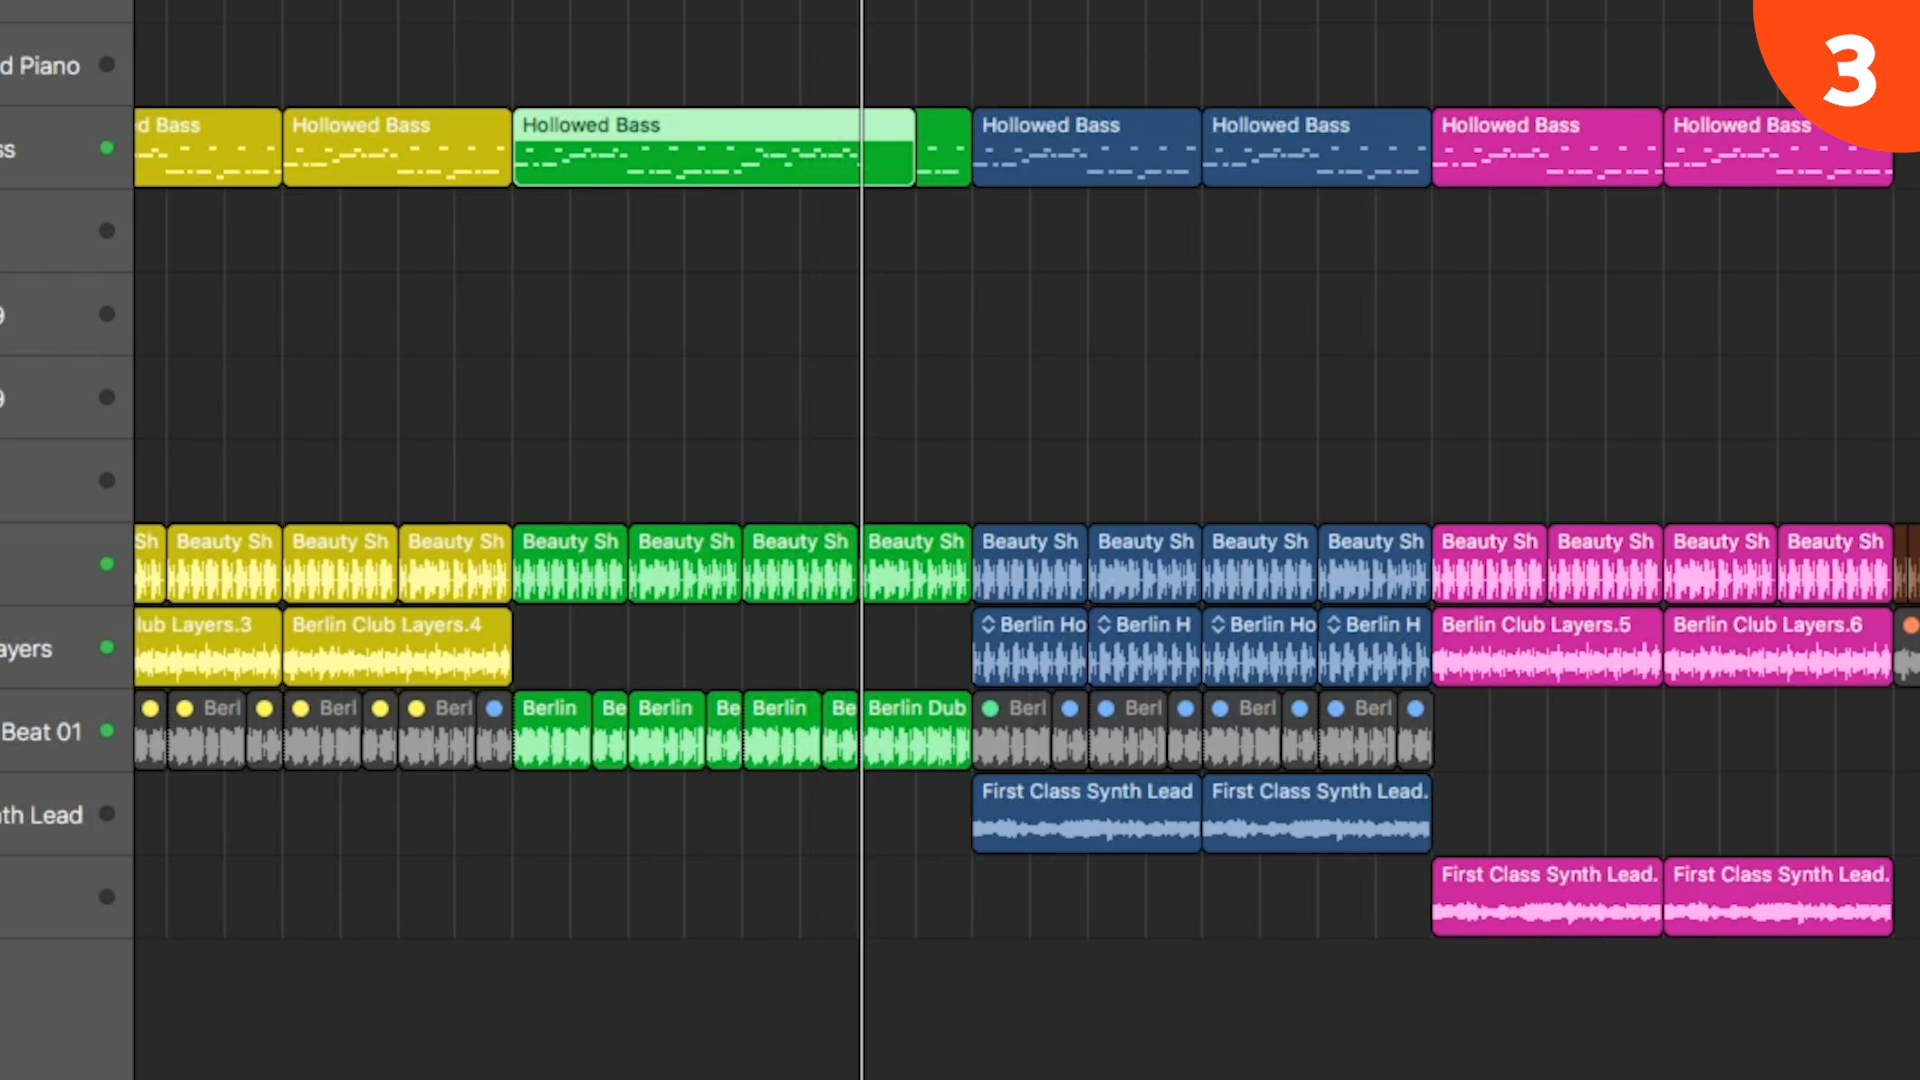 3
d Piano
d Bass Hollowed Bass Hollowed Bass Hollowed Bass Hollowed Bass Hollowed Bass Hollowed Bass
ss
9
9
Sh Beauty Sh Beauty Sh Beauty Sh Beauty Sh Beauty Sh Beauty Sh Beauty Sh Beauty Sh Beauty Sh Beauty Sh Beauty Sh Beauty Sh Beauty Sh Beauty Sh Beauty Sh
lub Layers.3 Berlin Club Layers.4 Berlin Ho Berlin H Berlin Ho Berlin H Berlin Club Layers.5 Berlin Club Layers.6
ayers
Berl Berl Berl Berlin Be Berlin Be Berlin Be Berlin Dub Berl Berl Berl Berl
Beat 01
First Class Synth Lead First Class Synth Lead.
th Lead
First Class Synth Lead. First Class Synth Lead.